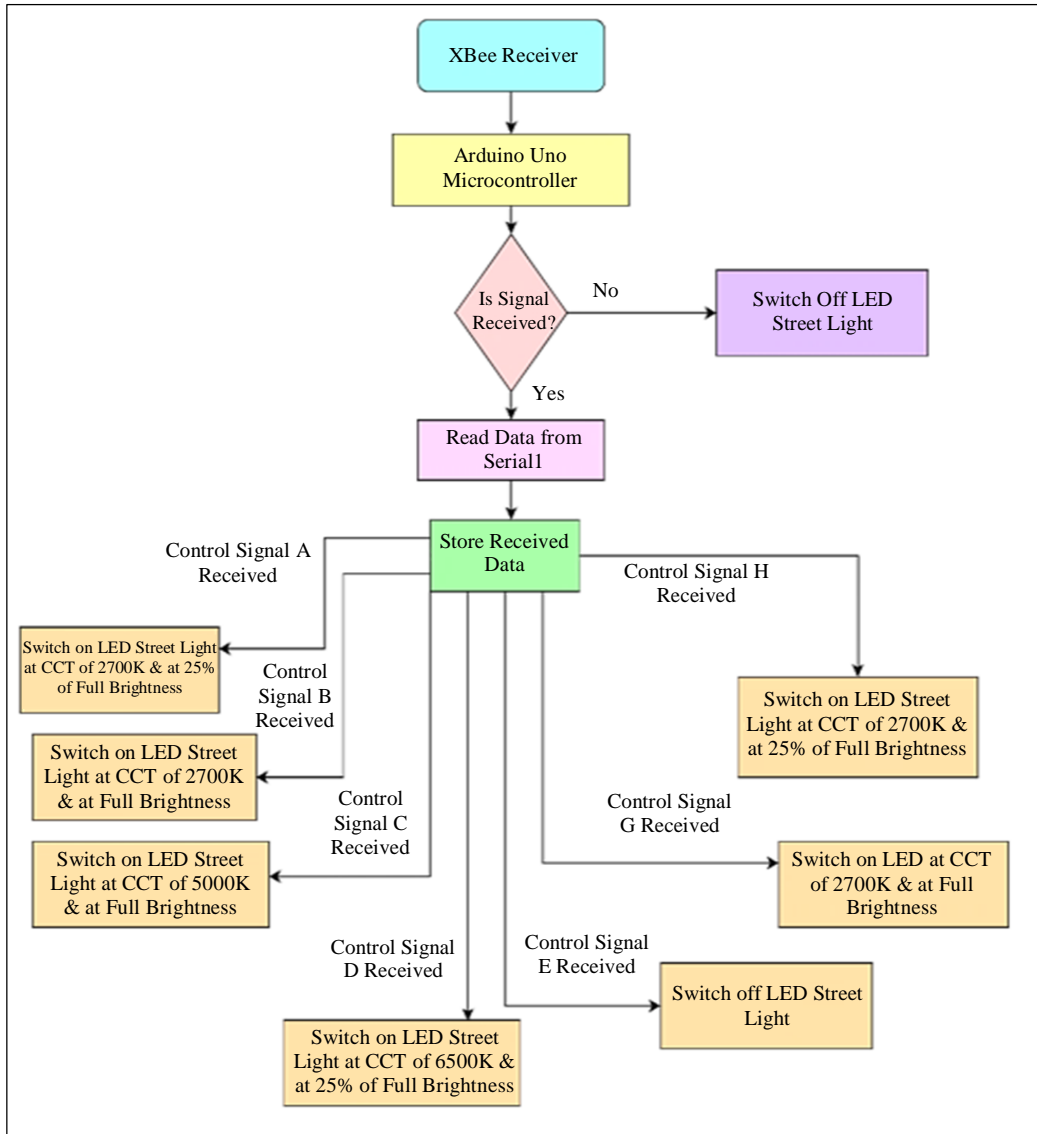 XBee Receiver
Arduino Uno
Microcontroller
Is Signal
Received?
No
Switch Off LED
Street Light
Yes
Read Data from
Serial1
Store Received
Data
Control Signal A
Received
Switch on LED Street Light
at CCT of 2700K & at 25%
of Full Brightness
Control
Signal B
Received
Switch on LED Street
Light at CCT of 2700K
& at Full Brightness
Control
Signal C
Received
Switch on LED Street
Light at CCT of 5000K
& at Full Brightness
Control Signal
D Received
Switch on LED Street
Light at CCT of 6500K &
at 25% of Full Brightness
Control Signal
E Received
Switch off LED Street
Light
Control Signal
G Received
Switch on LED at CCT
of 2700K & at Full
Brightness
Control Signal H
Received
Switch on LED Street
Light at CCT of 2700K &
at 25% of Full Brightness